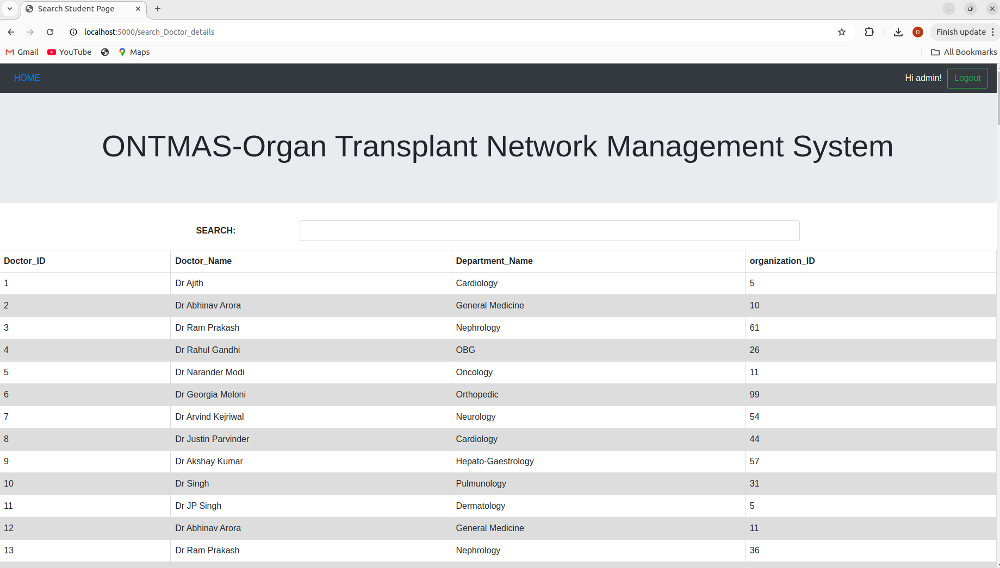 Search Student Page
localhost:5000/search_Doctor_details
D
Finish update
Gmail YouTube Maps All Bookmarks
HOME Hi admin! Logout
ONTMAS-Organ Transplant Network Management System
SEARCH:
Doctor_ID Doctor_Name Department_Name organization_ID
1 Dr Ajith Cardiology 5
2 Dr Abhinav Arora General Medicine 10
3 Dr Ram Prakash Nephrology 61
4 Dr Rahul Gandhi OBG 26
5 Dr Narander Modi Oncology 11
6 Dr Georgia Meloni Orthopedic 99
7 Dr Arvind Kejriwal Neurology 54
8 Dr Justin Parvinder Cardiology 44
9 Dr Akshay Kumar Hepato-Gaestrology 57
10 Dr Singh Pulmunology 31
11 Dr JP Singh Dermatology 5
12 Dr Abhinav Arora General Medicine 11
13 Dr Ram Prakash Nephrology 36